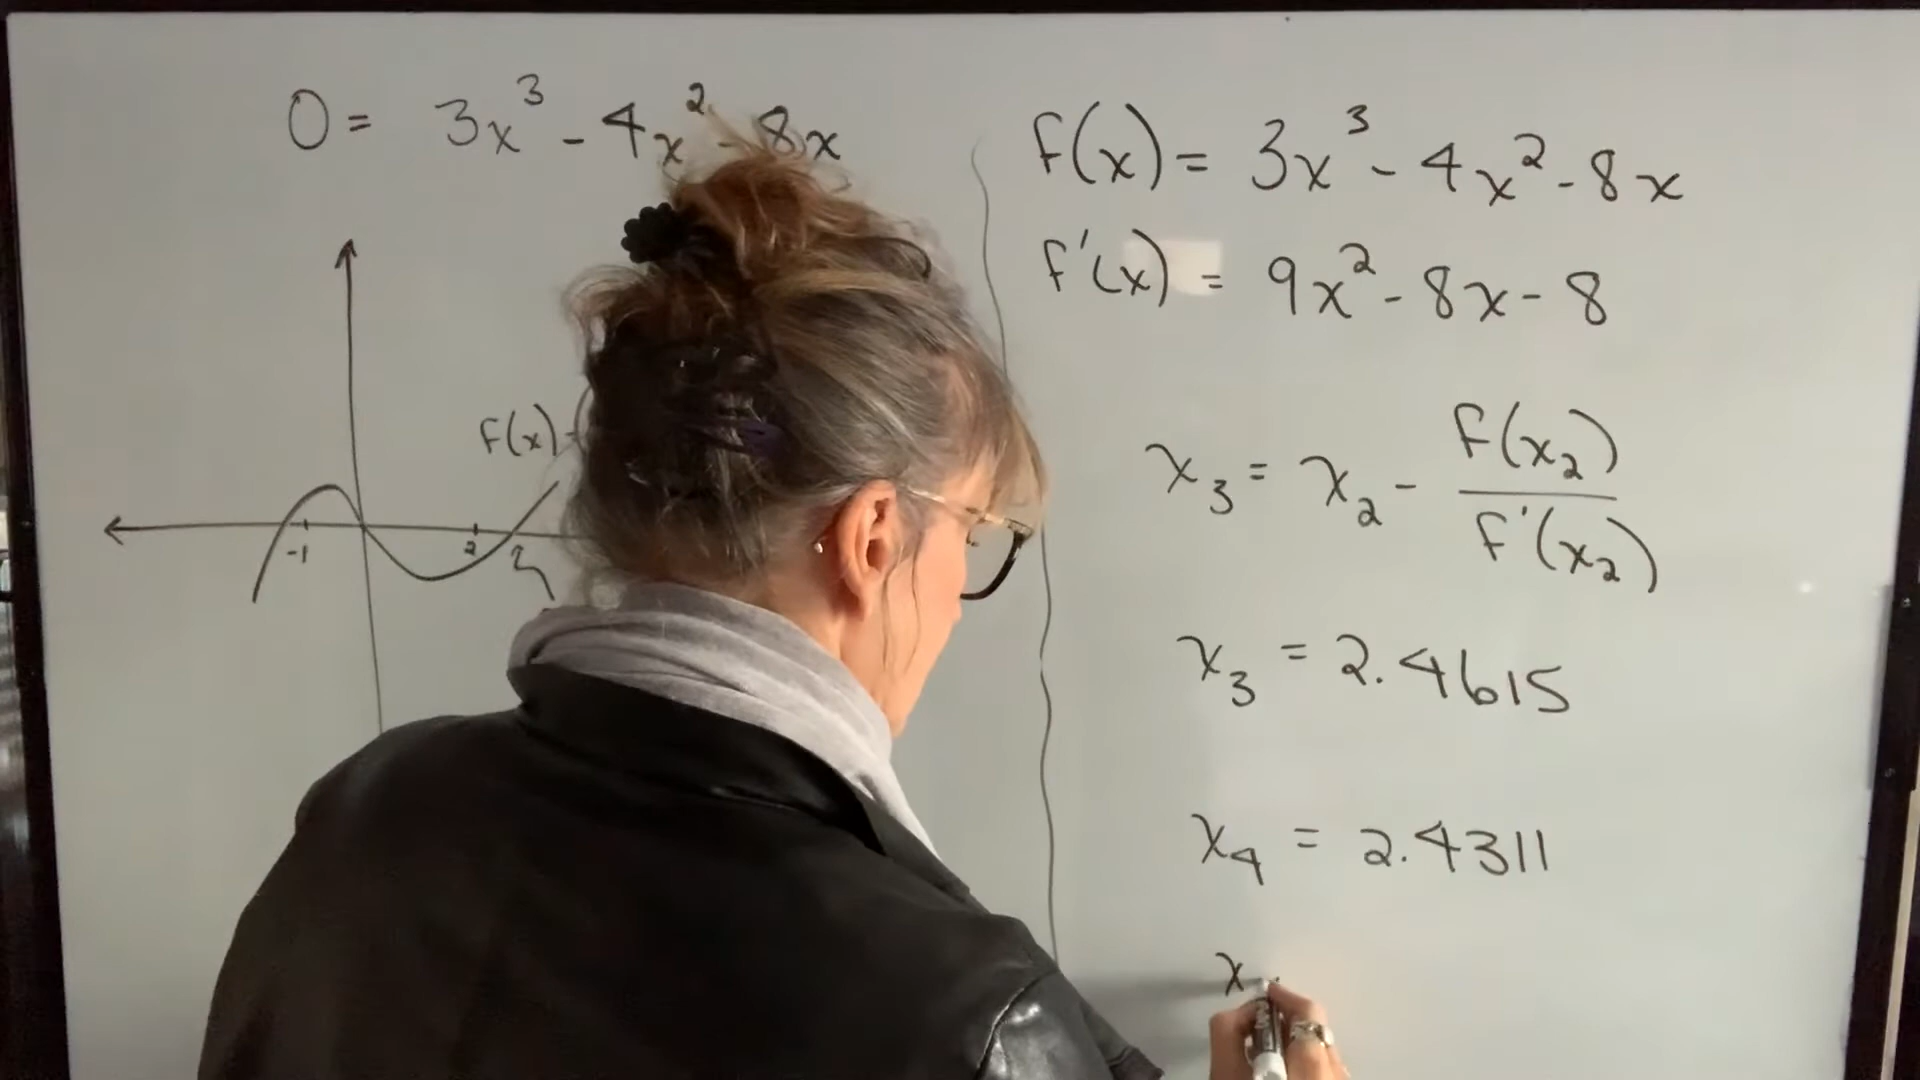 0 = 3x³ - 4x² - 8x
f(x)
-1 2
f(x) = 3x³ - 4x² - 8x
f'(x) = 9x² - 8x - 8
x₃ = x₂ - f(x₂)
f'(x₂)
x₃ = 2.4615
x₄ = 2.4311
x